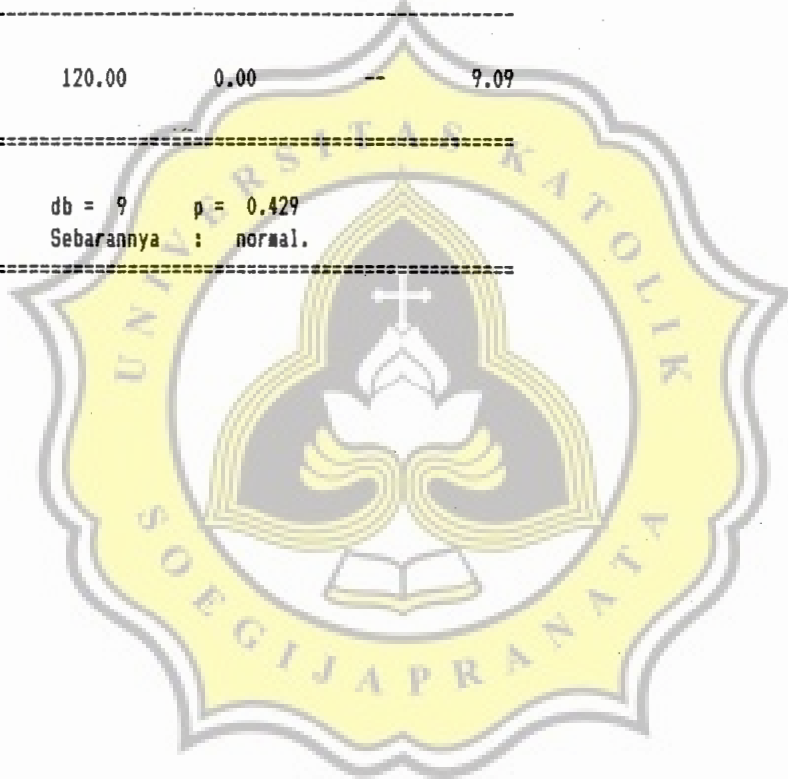 120.00 0.00 -- 9.09
db = 9 p = 0.429
Sebarannya : normal.
UNIVERSITAS KATOLIK
SOEGIJAPRANATA